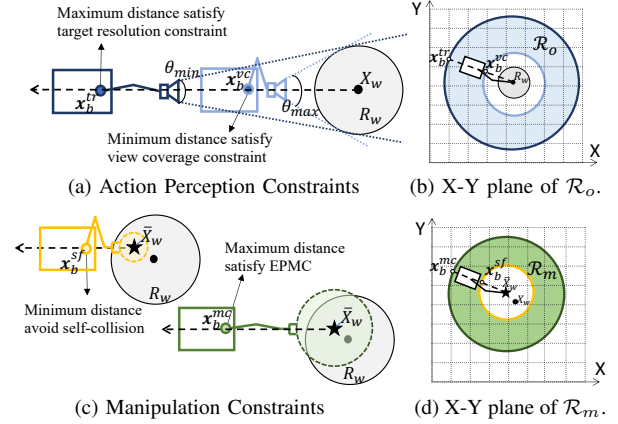 Maximum distance satisfy
target resolution constraint
θ_min
x_b^tr
x_b^vc
θ_max
X_w
R_w
Minimum distance satisfy
view coverage constraint
(a) Action Perception Constraints
Y
x_b^tr
x_b^vc
R_w
ℛ_o
X
(b) X-Y plane of ℛ_o.
X̄_w
x_b^sf
R_w
Minimum distance
avoid self-collision
Maximum distance
satisfy EPMC
x_b^mc
X̄_w
R_w
(c) Manipulation Constraints
Y
x_b^mc
x_b^sf
ℛ_m
X̄_w
X_w
X
(d) X-Y plane of ℛ_m.